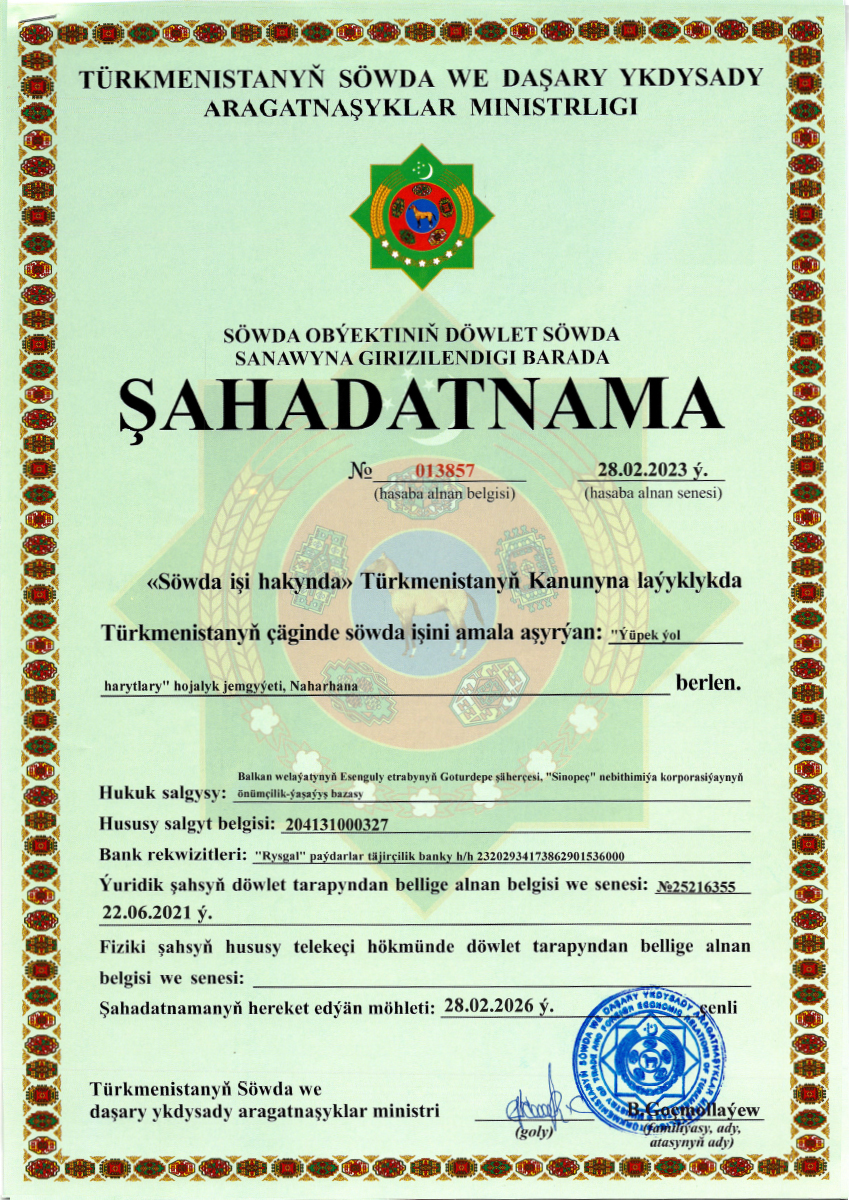 TÜRKMENISTANYŇ SÖWDA WE DAŞARY YKDYSADY
ARAGATNAŞYKLAR MINISTRLIGI
SÖWDA OBÝEKTINIŇ DÖWLET SÖWDA
SANAWYNA GIRIZILENDIGI BARADA
ŞAHADATNAMA
№ 013857 28.02.2023 ý.
(hasaba alnan belgisi) (hasaba alnan senesi)
«Söwda işi hakynda» Türkmenistanyň Kanunyna laýyklykda
Türkmenistanyň çäginde söwda işini amala aşyrýan: "Ýüpek ýol
harytlary" hojalyk jemgyýeti, Naharhana berlen.
Balkan welaýatynyň Esenguly etrabynyň Goturdepe şäherçesi, "Sinopeç" nebithimiýa korporasiýaynyň
Hukuk salgysy: önümçilik-ýaşaýyş bazasy
Hususy salgyt belgisi: 204131000327
Bank rekwizitleri: "Rysgal" paýdarlar täjirçilik banky h/h 23202934173862901536000
Ýuridik şahsyň döwlet tarapyndan bellige alnan belgisi we senesi: №25216355
22.06.2021 ý.
Fiziki şahsyň hususy telekeçi hökmünde döwlet tarapyndan bellige alnan
belgisi we senesi:
Şahadatnamanyň hereket edýän möhleti: 28.02.2026 ý. çenli
Türkmenistanyň Söwda we
daşary ykdysady aragatnaşyklar ministri B.Goçmollaýew
(goly) (familiýasy, ady,
atasynyň ady)